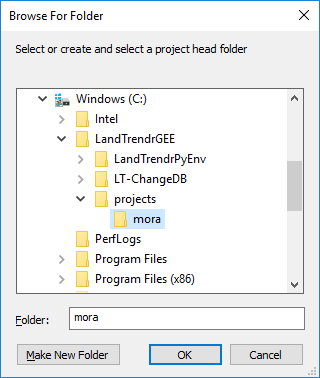 Browse For Folder
Select or create and select a project head folder
Windows (C:)
Intel
LandTrendrGEE
LandTrendrPyEnv
LT-ChangeDB
projects
mora
PerfLogs
Program Files
Program Files (x86)
Folder: mora
Make New Folder OK Cancel